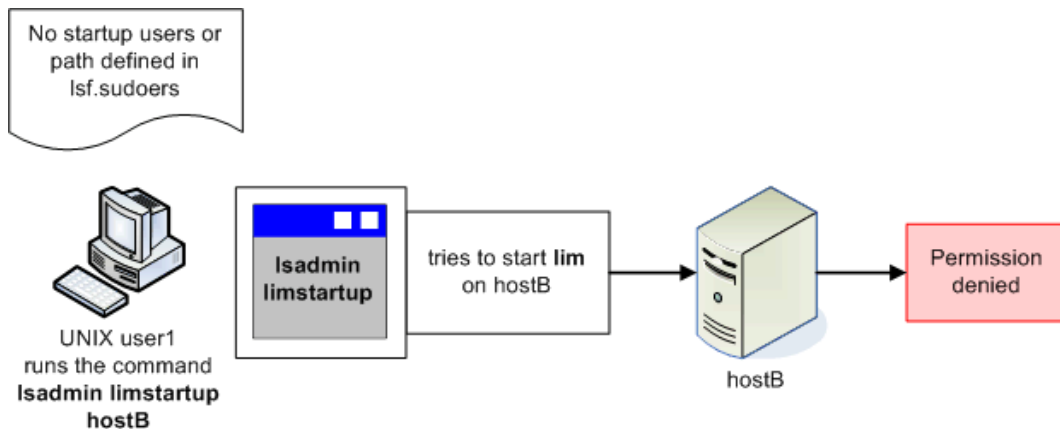 No startup users or
path defined in
lsf.sudoers
lsadmin
limstartup
tries to start lim
on hostB
Permission
denied
UNIX user1
runs the command
lsadmin limstartup
hostB
hostB